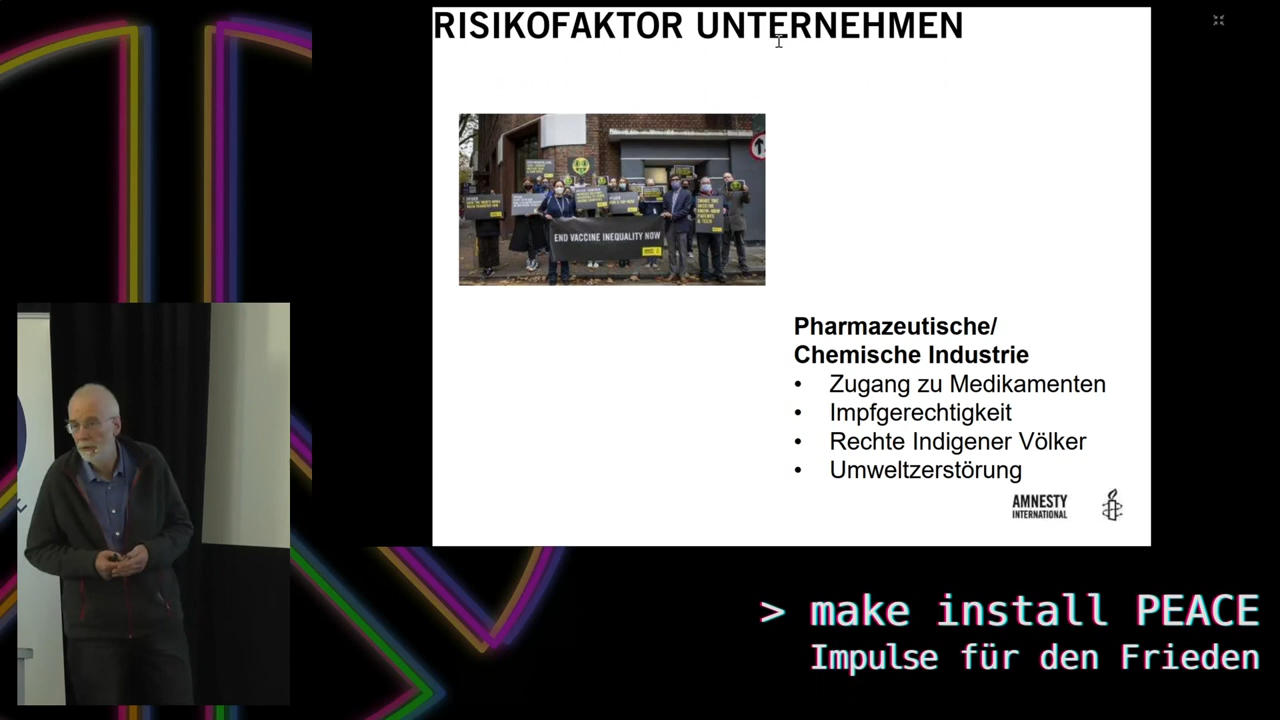 RISIKOFAKTOR UNTERNEHMEN
END VACCINE INEQUALITY NOW
Pharmazeutische/
Chemische Industrie
• Zugang zu Medikamenten
• Impfgerechtigkeit
• Rechte Indigener Völker
• Umweltzerstörung
AMNESTY
INTERNATIONAL
> make install PEACE
Impulse für den Frieden